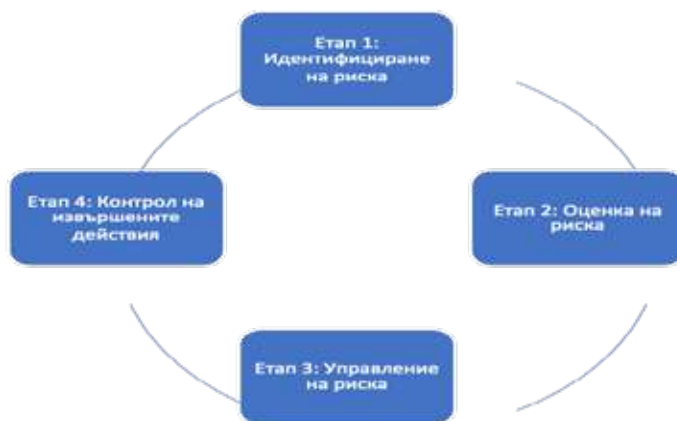 Етап 1:
Идентифициране
на риска
Етап 2: Оценка на
риска
Етап 3: Управление
на риска
Етап 4: Контрол на
извършените
действия